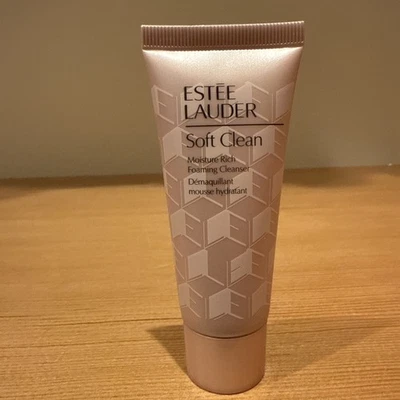 ESTĒE
LAUDER
Soft Clean
Moisture Rich
Foaming Cleanser
Démaquillant
mousse hydratant